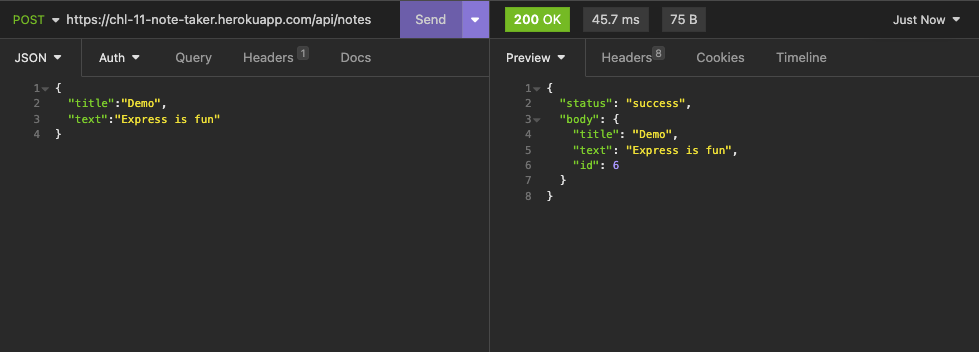 POST https://chl-11-note-taker.herokuapp.com/api/notes Send
200 OK 45.7 ms 75 B Just Now
JSON Auth Query Headers 1 Docs
1 {
2 "title":"Demo",
3 "text":"Express is fun"
4 }
Preview Headers 8 Cookies Timeline
1 {
2 "status": "success",
3 "body": {
4 "title": "Demo",
5 "text": "Express is fun",
6 "id": 6
7 }
8 }